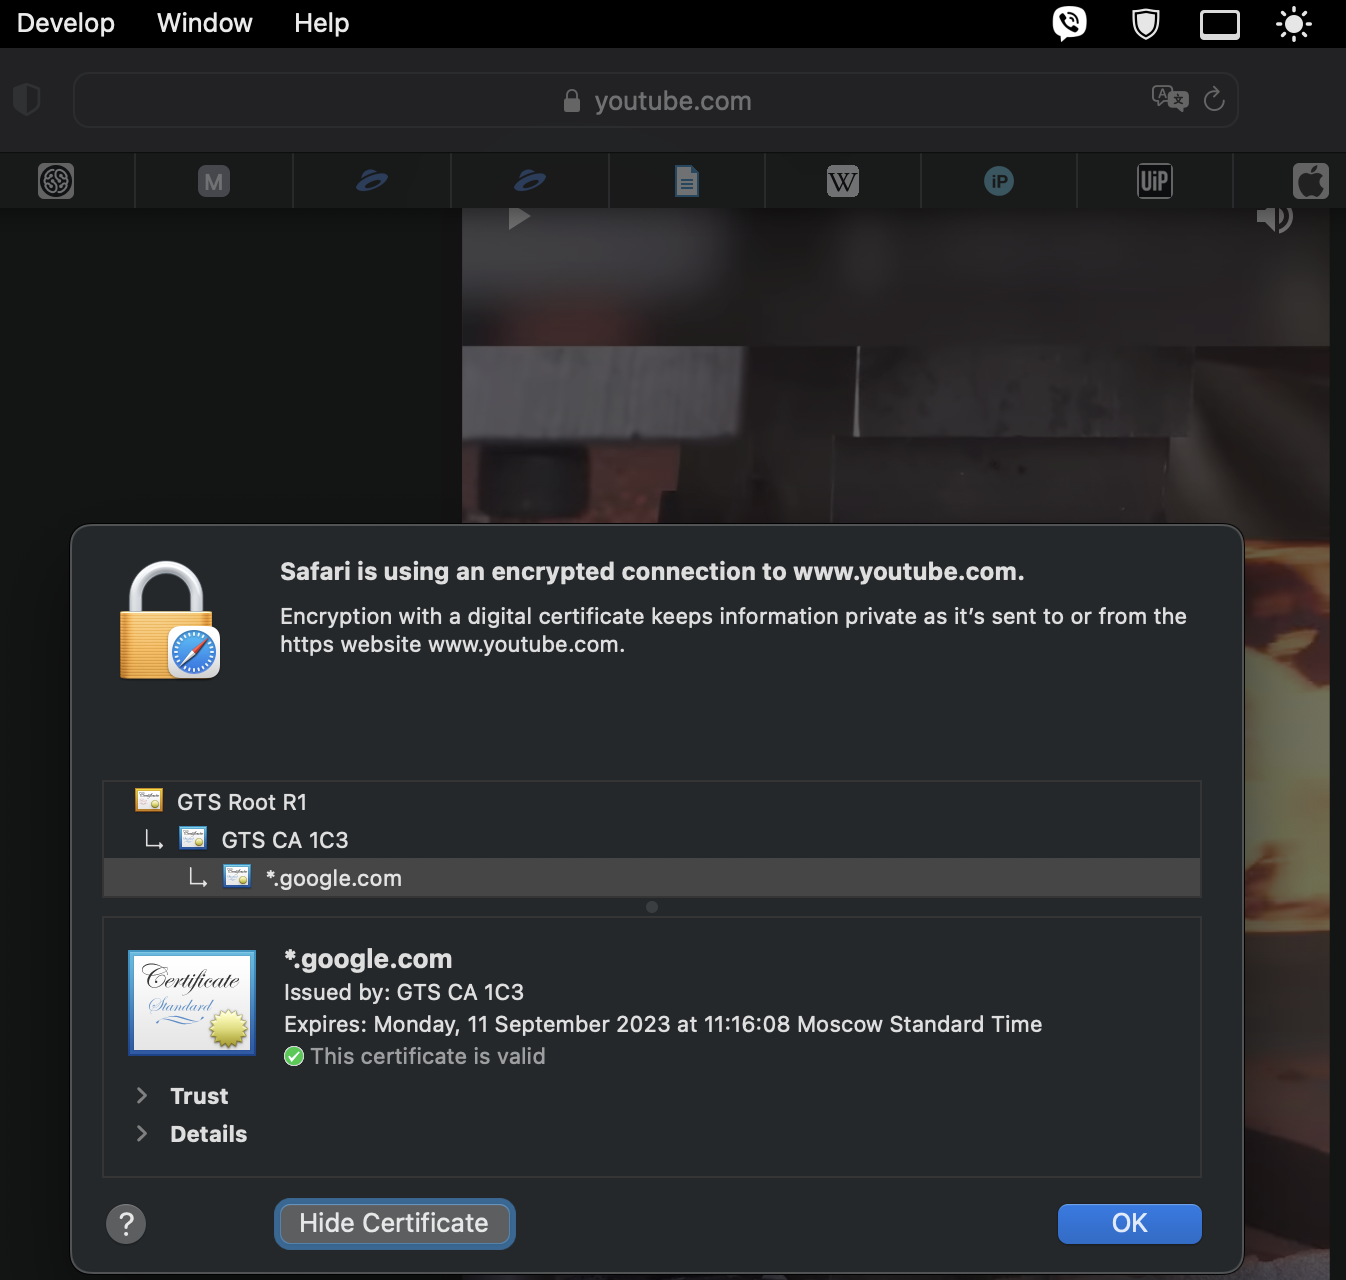 Develop Window Help
youtube.com
M
W
iP
UiP
Safari is using an encrypted connection to www.youtube.com.
Encryption with a digital certificate keeps information private as it’s sent to or from the
https website www.youtube.com.
GTS Root R1
GTS CA 1C3
*.google.com
Certificate
Standard
*.google.com
Issued by: GTS CA 1C3
Expires: Monday, 11 September 2023 at 11:16:08 Moscow Standard Time
This certificate is valid
Trust
Details
?
Hide Certificate
OK